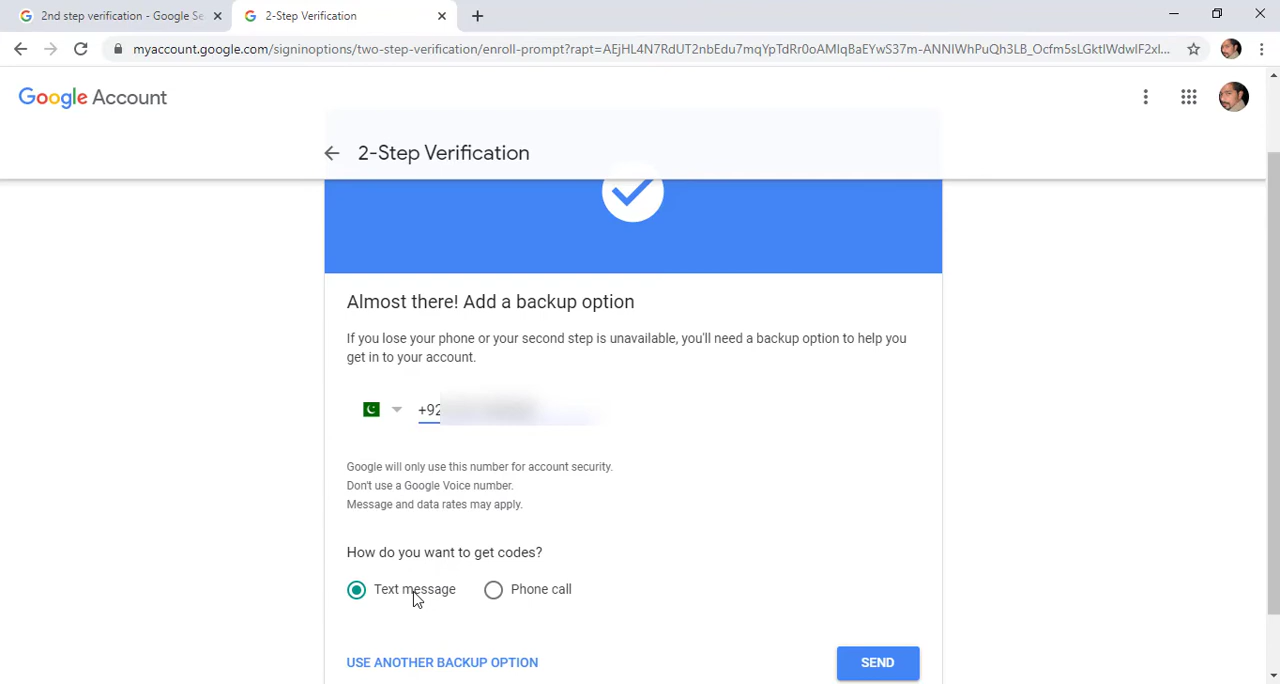 2nd step verification - Google Se
2-Step Verification
myaccount.google.com/signinoptions/two-step-verification/enroll-prompt?rapt=AEjHL4N7RdUT2nbEdu7mqYpTdRr0oAMIqBaEYwS37m-ANNIWhPuQh3LB_Ocfm5sLGktIWdwIF2xl...
Google Account
2-Step Verification
Almost there! Add a backup option
If you lose your phone or your second step is unavailable, you'll need a backup option to help you
get in to your account.
+92
Google will only use this number for account security.
Don't use a Google Voice number.
Message and data rates may apply.
How do you want to get codes?
Text message Phone call
USE ANOTHER BACKUP OPTION SEND